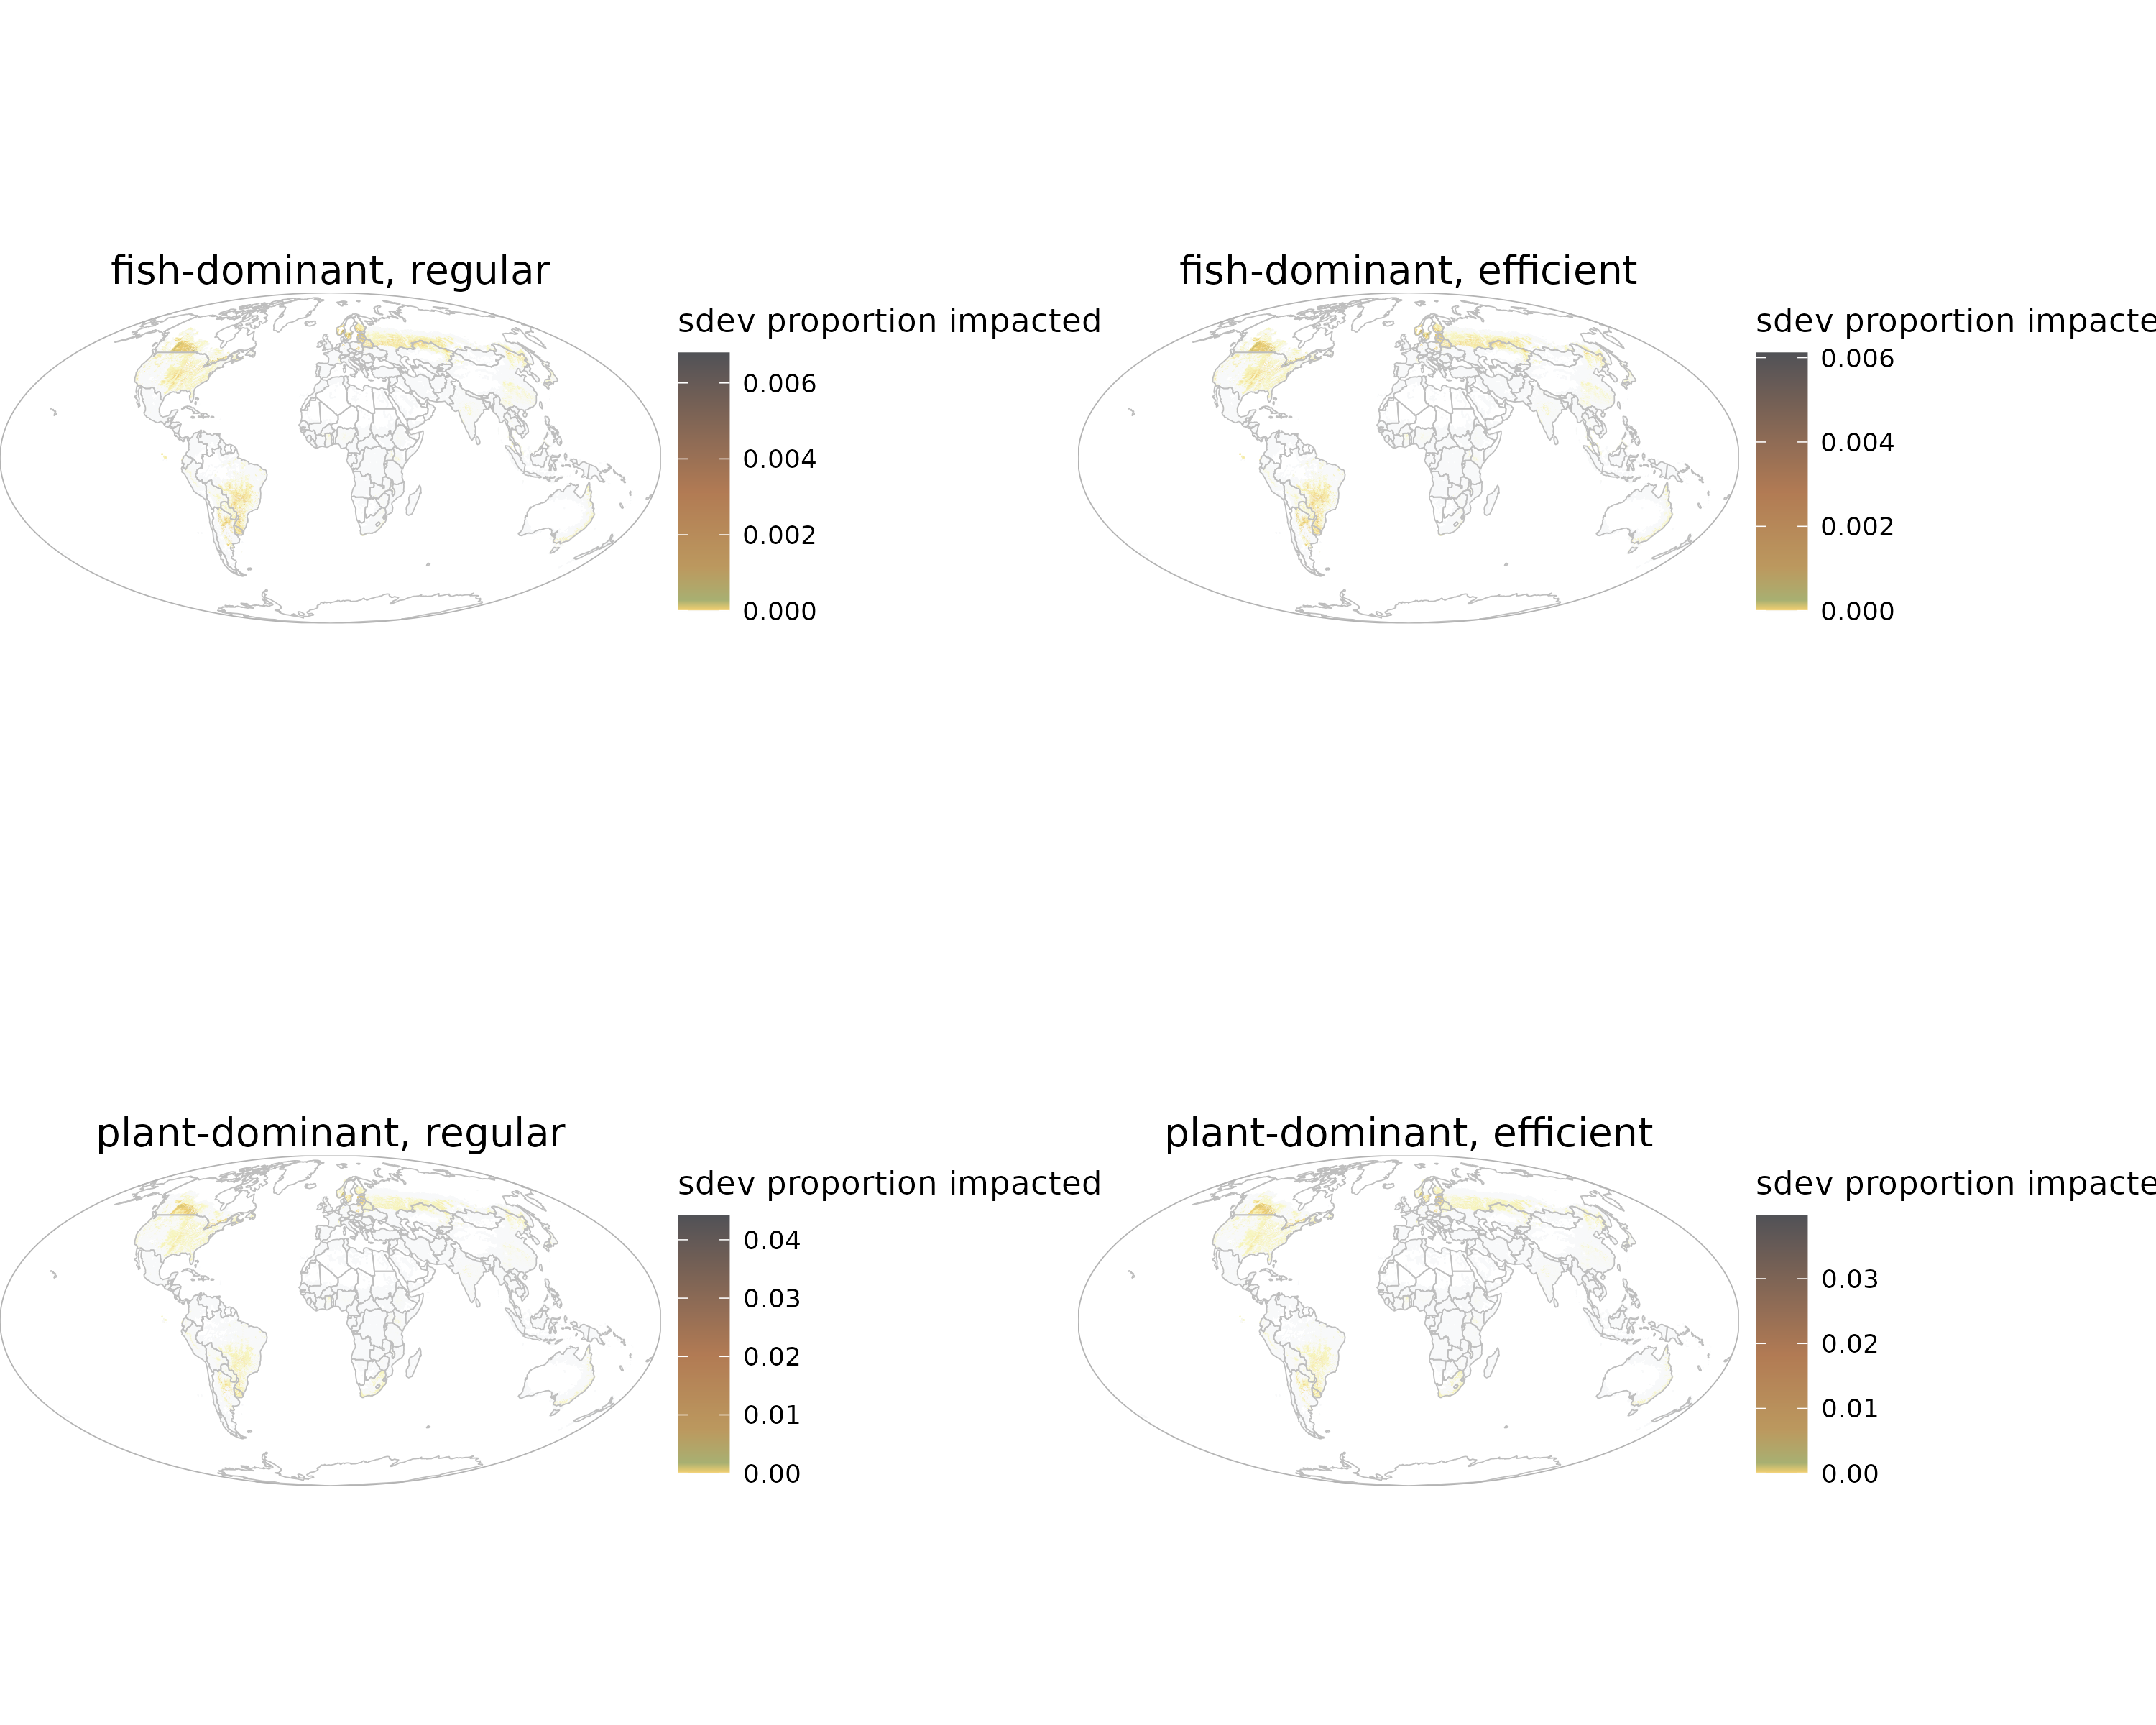 fish-dominant, regular
sdev proportion impacted
0.006
0.004
0.002
0.000
fish-dominant, efficient
sdev proportion impacte
0.006
0.004
0.002
0.000
plant-dominant, regular
sdev proportion impacted
0.04
0.03
0.02
0.01
0.00
plant-dominant, efficient
sdev proportion impacte
0.03
0.02
0.01
0.00